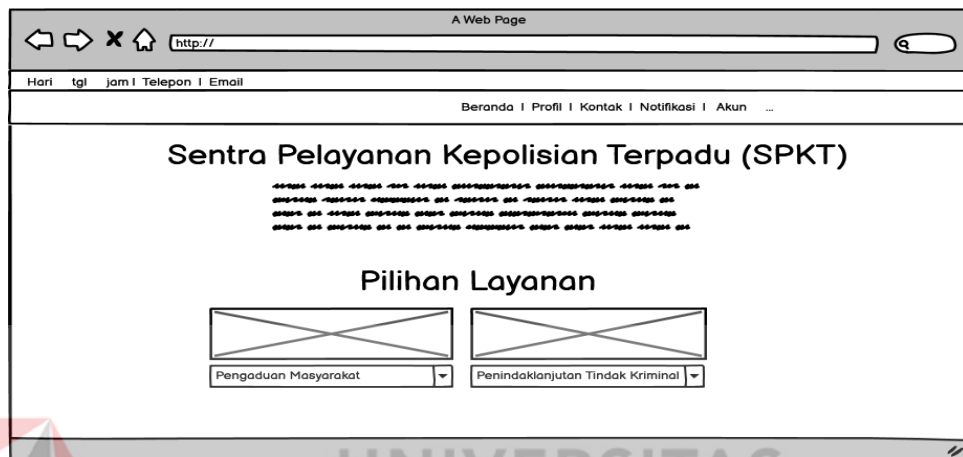 A Web Page
http://
Hari tgl jam I Telepon I Email
Beranda I Profil I Kontak I Notifikasi I Akun ...
Sentra Pelayanan Kepolisian Terpadu (SPKT)
Pilihan Layanan
Pengaduan Masyarakat
Penindaklanjutan Tindak Kriminal
UNIVERSITAS